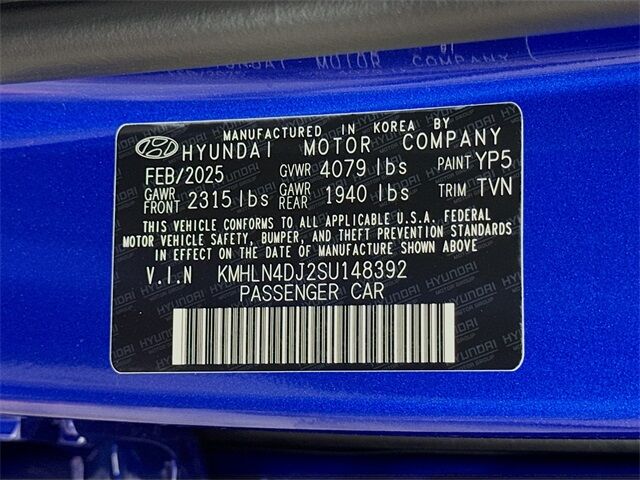 MANUFACTURED IN KOREA BY
HYUNDAI MOTOR COMPANY
FEB/2025 GVWR 4079 lbs PAINT YP5
GAWR FRONT 2315 lbs GAWR REAR 1940 lbs TRIM TVN
THIS VEHICLE CONFORMS TO ALL APPLICABLE U.S.A. FEDERAL
MOTOR VEHICLE SAFETY, BUMPER, AND THEFT PREVENTION STANDARDS
IN EFFECT ON THE DATE OF MANUFACTURE SHOWN ABOVE.
V.I.N KMHLN4DJ2SU148392
PASSENGER CAR